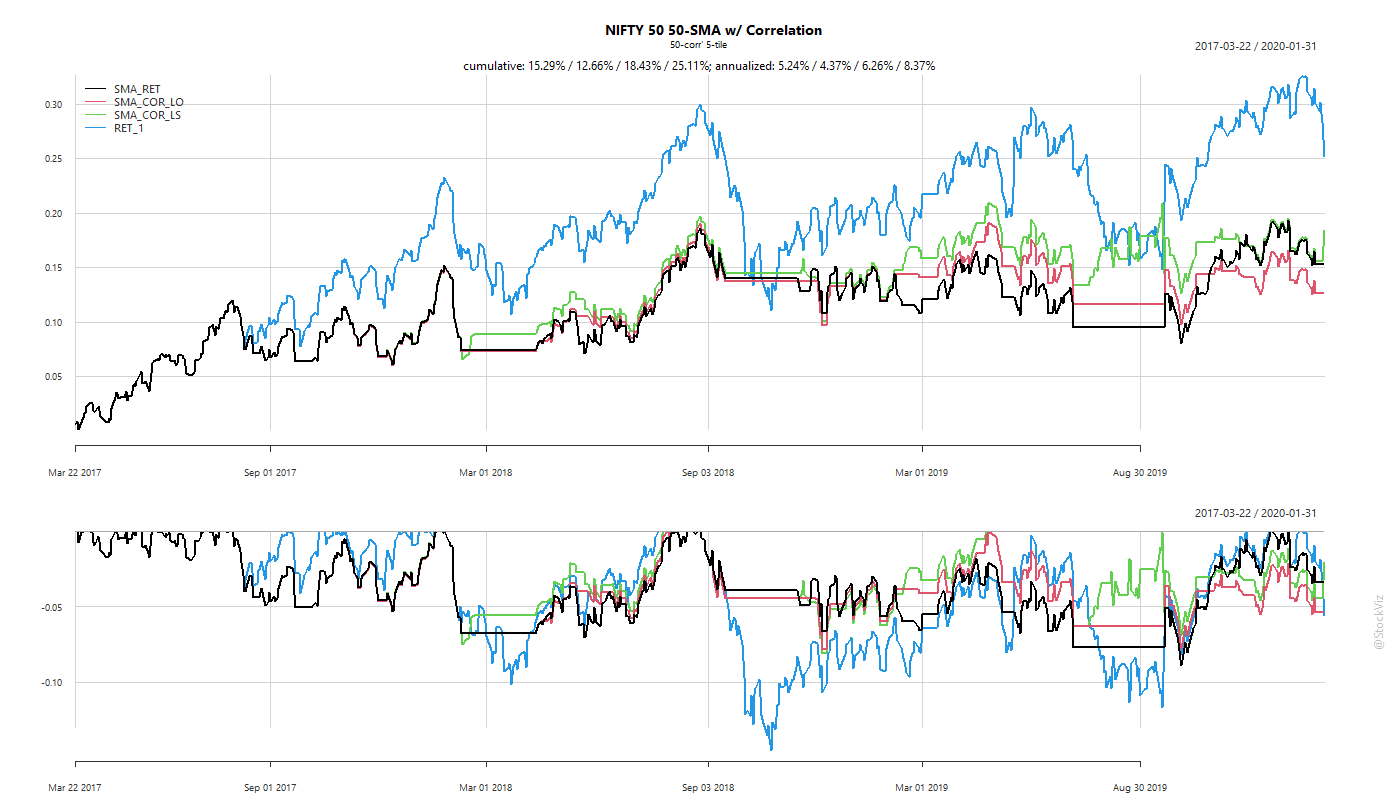 NIFTY 50 50-SMA w/ Correlation
50-corr' 5-tile
2017-03-22 / 2020-01-31
cumulative: 15.29% / 12.66% / 18.43% / 25.11%; annualized: 5.24% / 4.37% / 6.26% / 8.37%
SMA_RET
SMA_COR_LO
SMA_COR_LS
RET_1
0.30
0.25
0.20
0.15
0.10
0.05
Mar 22 2017
Sep 01 2017
Mar 01 2018
Sep 03 2018
Mar 01 2019
Aug 30 2019
2017-03-22 / 2020-01-31
-0.05
-0.10
@StockViz
Mar 22 2017
Sep 01 2017
Mar 01 2018
Sep 03 2018
Mar 01 2019
Aug 30 2019